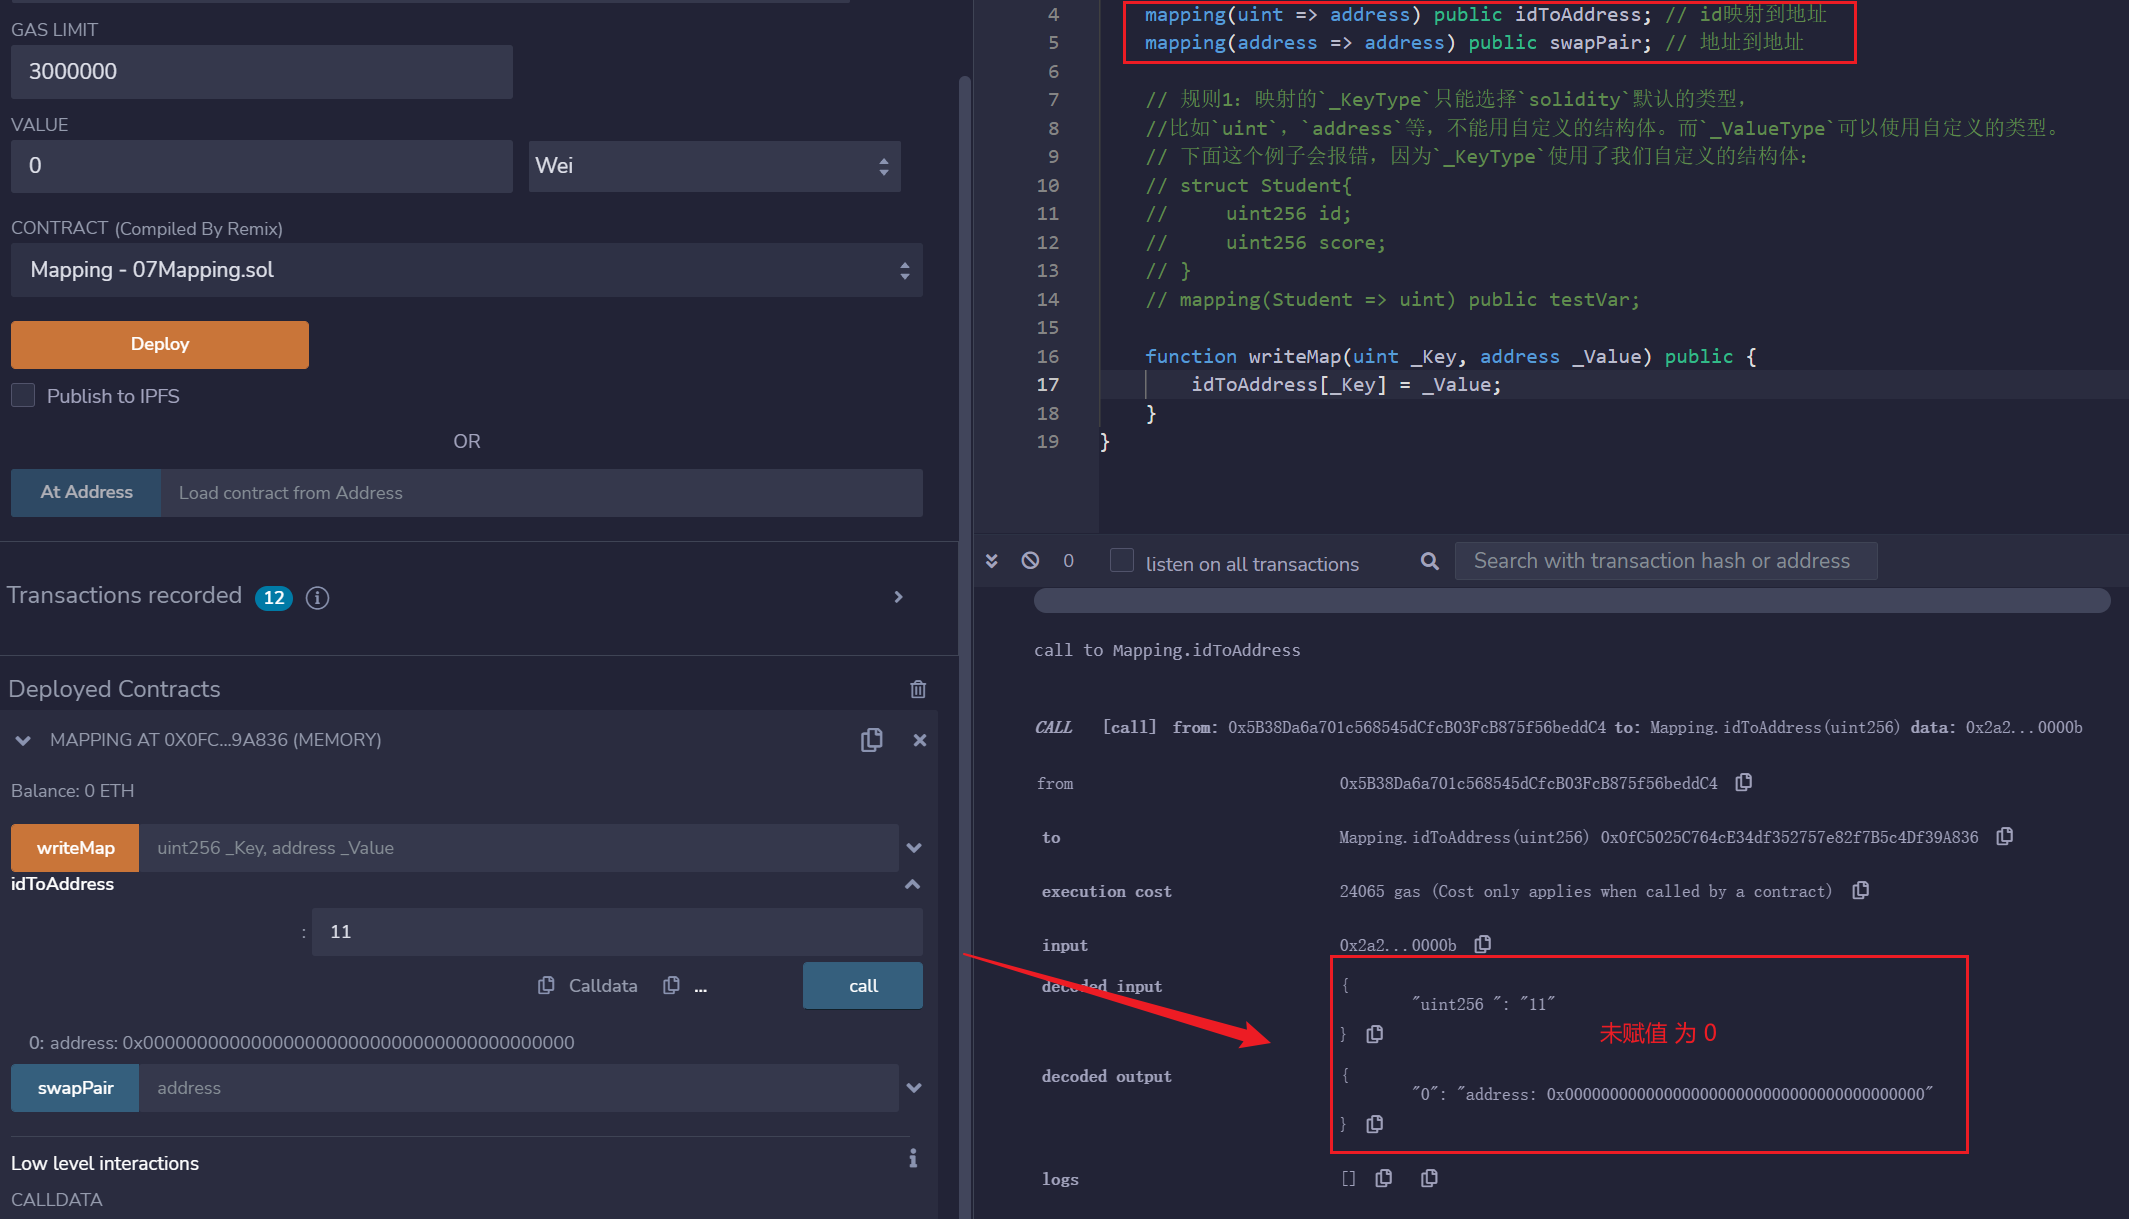 GAS LIMIT
3000000
VALUE
0
Wei
CONTRACT (Compiled By Remix)
Mapping - 07Mapping.sol
Deploy
Publish to IPFS
OR
At Address
Load contract from Address
Transactions recorded 12
Deployed Contracts
MAPPING AT 0X0FC...9A836 (MEMORY)
Balance: 0 ETH
writeMap
uint256 _Key, address _Value
idToAddress
:
11
Calldata
...
call
0: address: 0x0000000000000000000000000000000000000000
swapPair
address
Low level interactions
CALLDATA
4 mapping(uint => address) public idToAddress; // id映射到地址
5 mapping(address => address) public swapPair; // 地址到地址
6
7 // 规则1：映射的`_KeyType`只能选择`solidity`默认的类型，
8 //比如`uint`，`address`等，不能用自定义的结构体。而`_ValueType`可以使用自定义的类型。
9 // 下面这个例子会报错，因为`_KeyType`使用了我们自定义的结构体：
10 // struct Student{
11 //     uint256 id;
12 //     uint256 score;
13 // }
14 // mapping(Student => uint) public testVar;
15
16 function writeMap(uint _Key, address _Value) public {
17     idToAddress[_Key] = _Value;
18 }
19 }
0
listen on all transactions
Search with transaction hash or address
call to Mapping.idToAddress
CALL [call] from: 0x5B38Da6a701c568545dCfcB03FcB875f56beddC4 to: Mapping.idToAddress(uint256) data: 0x2a2...0000b
from 0x5B38Da6a701c568545dCfcB03FcB875f56beddC4
to Mapping.idToAddress(uint256) 0x0fC5025C764cE34df352757e82f7B5c4Df39A836
execution cost 24065 gas (Cost only applies when called by a contract)
input 0x2a2...0000b
decoded input {
"uint256 ": "11"
}
未赋值 为 0
decoded output {
"0": "address: 0x0000000000000000000000000000000000000000"
}
logs []